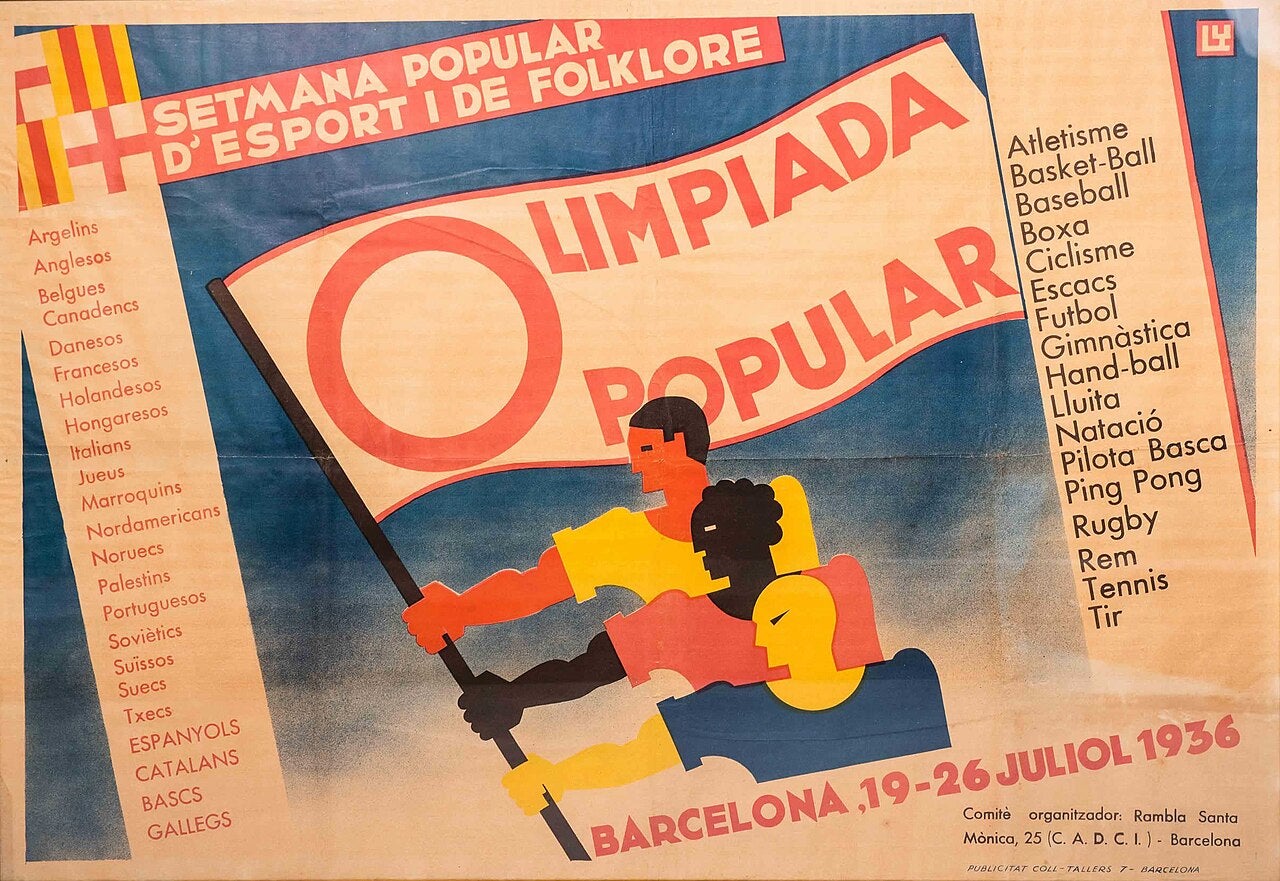 SETMANA POPULAR
D'ESPORT I DE FOLKLORE
OLIMPIADA
POPULAR
Argelins
Anglesos
Belgues
Canadencs
Danesos
Francesos
Holandesos
Hongaresos
Italians
Jueus
Marroquins
Nordamericans
Noruecs
Palestins
Portuguesos
Soviètics
Suïssos
Suecs
Txecs
ESPANYOLS
CATALANS
BASCS
GALLEGS
LY
Atletisme
Basket-Ball
Baseball
Boxa
Ciclisme
Escacs
Futbol
Gimnàstica
Hand-ball
Lluita
Natació
Pilota Basca
Ping Pong
Rugby
Rem
Tennis
Tir
BARCELONA, 19-26 JULIOL 1936
Comitè organitzador: Rambla Santa
Mònica, 25 (C. A. D. C. I.) - Barcelona
PUBLICITAT COLL - TALLERS 7 - BARCELONA